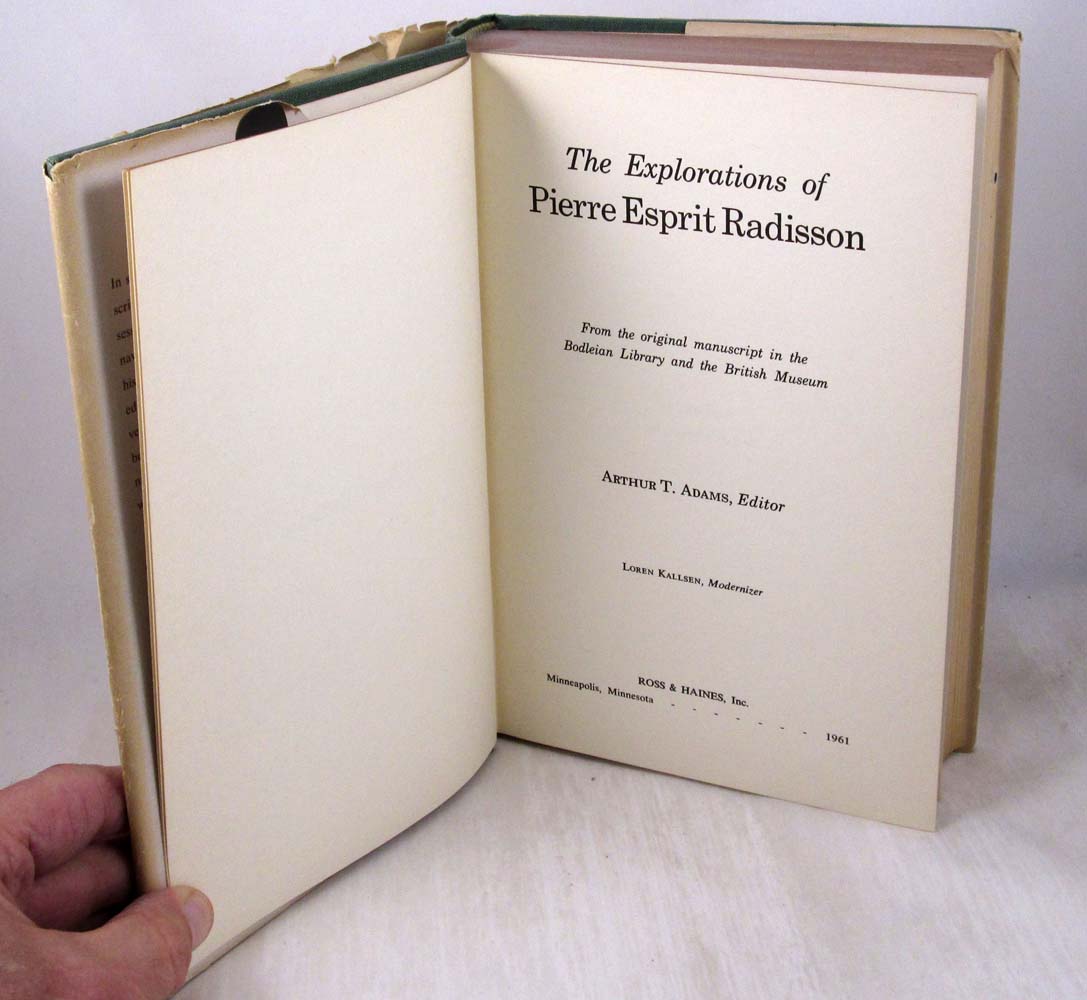 The Explorations of
Pierre Esprit Radisson
From the original manuscript in the
Bodleian Library and the British Museum
ARTHUR T. ADAMS, Editor
LOREN KALLSEN, Modernizer
ROSS & HAINES, Inc.
Minneapolis, Minnesota - - - - - - - 1961